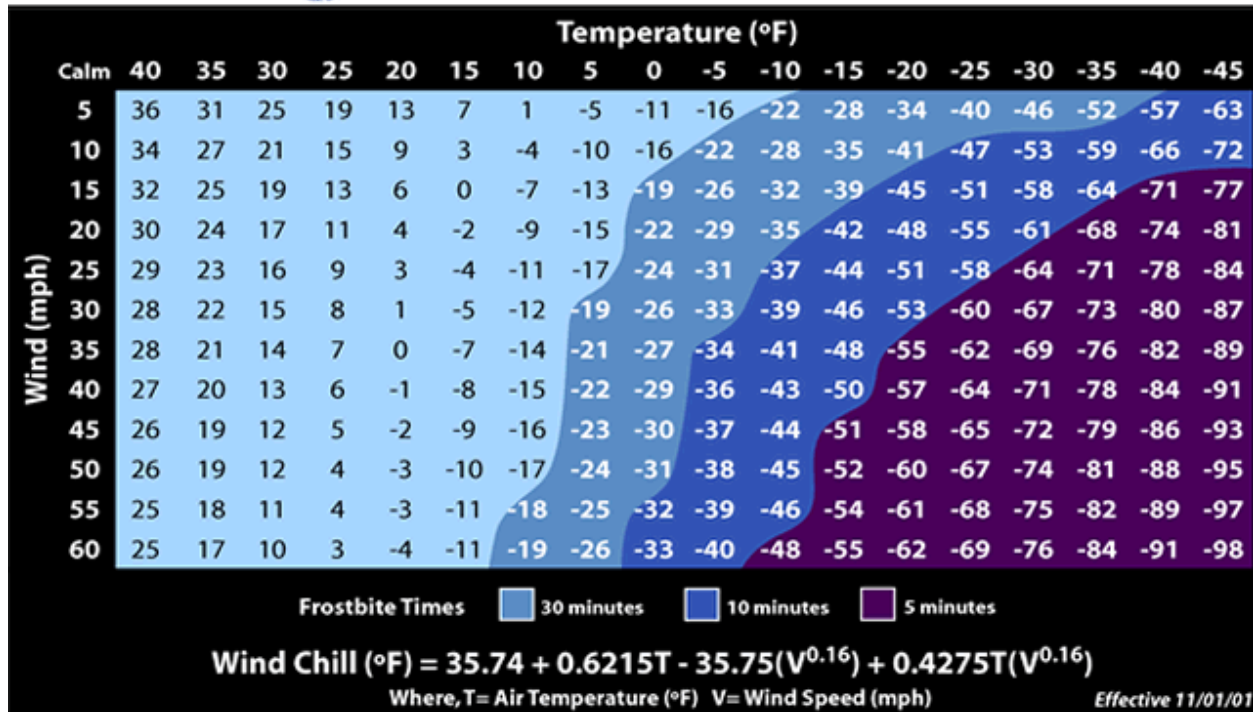 Temperature (ºF)
Calm 40 35 30 25 20 15 10 5 0 -5 -10 -15 -20 -25 -30 -35 -40 -45
5 36 31 25 19 13 7 1 -5 -11 -16 -22 -28 -34 -40 -46 -52 -57 -63
10 34 27 21 15 9 3 -4 -10 -16 -22 -28 -35 -41 -47 -53 -59 -66 -72
15 32 25 19 13 6 0 -7 -13 -19 -26 -32 -39 -45 -51 -58 -64 -71 -77
20 30 24 17 11 4 -2 -9 -15 -22 -29 -35 -42 -48 -55 -61 -68 -74 -81
25 29 23 16 9 3 -4 -11 -17 -24 -31 -37 -44 -51 -58 -64 -71 -78 -84
30 28 22 15 8 1 -5 -12 -19 -26 -33 -39 -46 -53 -60 -67 -73 -80 -87
35 28 21 14 7 0 -7 -14 -21 -27 -34 -41 -48 -55 -62 -69 -76 -82 -89
40 27 20 13 6 -1 -8 -15 -22 -29 -36 -43 -50 -57 -64 -71 -78 -84 -91
45 26 19 12 5 -2 -9 -16 -23 -30 -37 -44 -51 -58 -65 -72 -79 -86 -93
50 26 19 12 4 -3 -10 -17 -24 -31 -38 -45 -52 -60 -67 -74 -81 -88 -95
55 25 18 11 4 -3 -11 -18 -25 -32 -39 -46 -54 -61 -68 -75 -82 -89 -97
60 25 17 10 3 -4 -11 -19 -26 -33 -40 -48 -55 -62 -69 -76 -84 -91 -98
Wind (mph)
Frostbite Times 30 minutes 10 minutes 5 minutes
Wind Chill (ºF) = 35.74 + 0.6215T - 35.75(V^0.16) + 0.4275T(V^0.16)
Where, T= Air Temperature (ºF) V= Wind Speed (mph) Effective 11/01/01